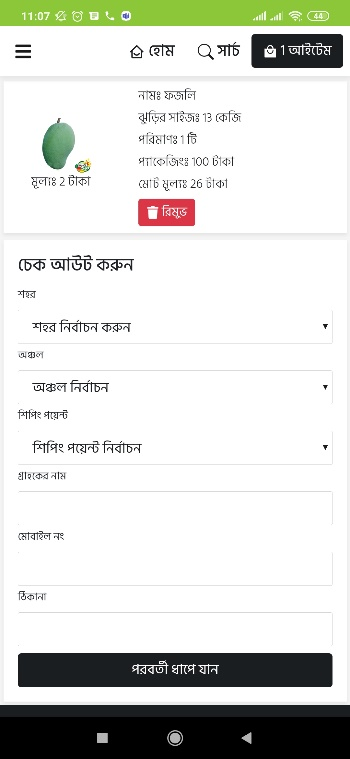 11:07
44
হোম
সার্চ
1 আইটেম
নামঃ ফজলি
ঝুড়ির সাইজঃ 13 কেজি
পরিমাণঃ 1 টি
প্যাকেজিংঃ 100 টাকা
মোট মূল্যঃ 26 টাকা
মূল্যঃ 2 টাকা
রিমুভ
চেক আউট করুন
শহর
শহর নির্বাচন করুন
অঞ্চল
অঞ্চল নির্বাচন
শিপিং পয়েন্ট
শিপিং পয়েন্ট নির্বাচন
গ্রাহকের নাম
মোবাইল নং
ঠিকানা
পরবর্তী ধাপে যান